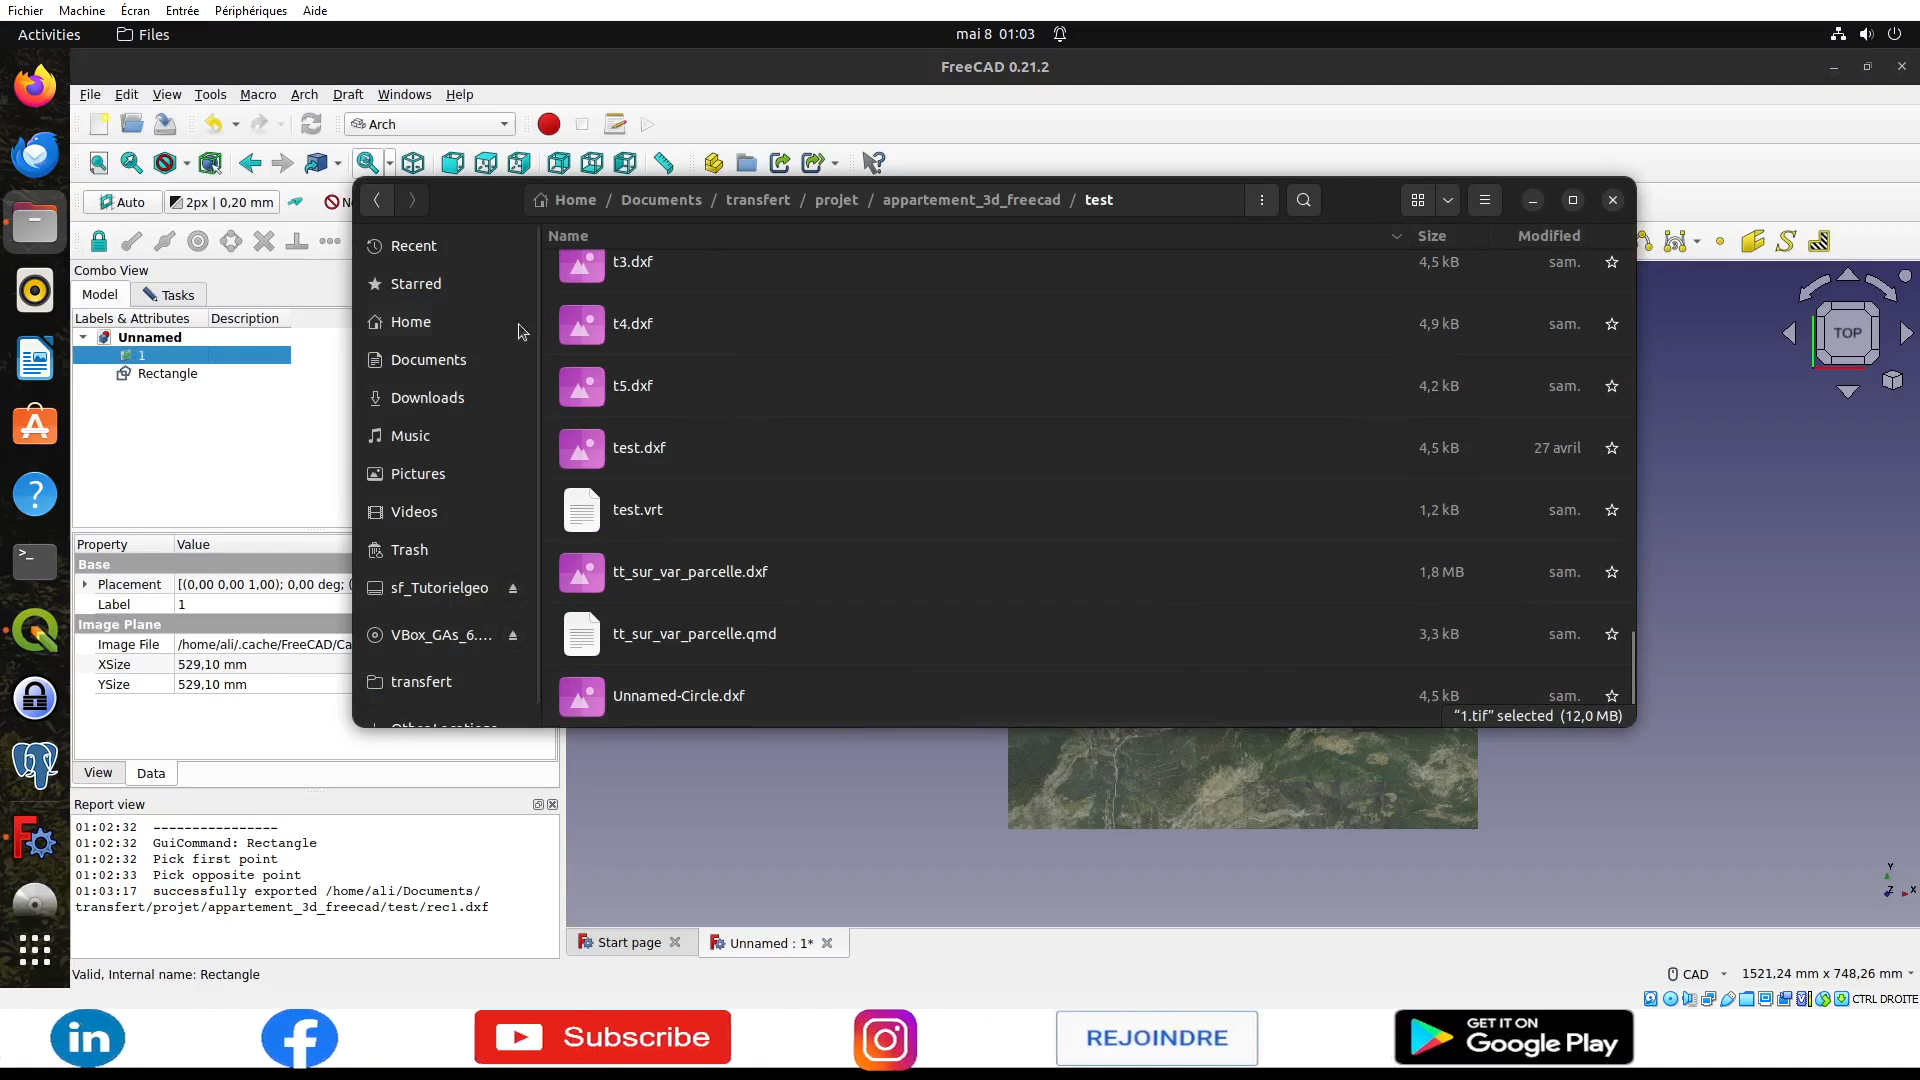 Fichier Machine Écran Entrée Périphériques Aide
Activities Files mai 8 01:03
FreeCAD 0.21.2
File Edit View Tools Macro Arch Draft Windows Help
Arch
Auto 2px | 0,20 mm
Home / Documents / transfert / projet / appartement_3d_freecad / test
Combo View
Model Tasks
Labels & Attributes Description
Unnamed
1
Rectangle
Recent
Starred
Home
Documents
Downloads
Music
Pictures
Videos
Trash
sf_Tutorielgeo
VBox_GAs_6....
transfert
Name Size Modified
t3.dxf 4,5 kB sam.
t4.dxf 4,9 kB sam.
t5.dxf 4,2 kB sam.
test.dxf 4,5 kB 27 avril
test.vrt 1,2 kB sam.
tt_sur_var_parcelle.dxf 1,8 MB sam.
tt_sur_var_parcelle.qmd 3,3 kB sam.
Unnamed-Circle.dxf 4,5 kB sam.
“1.tif” selected (12,0 MB)
TOP
Property Value
Base
Placement [(0,00 0,00 1,00); 0,00 deg; (
Label 1
Image Plane
Image File /home/ali/.cache/FreeCAD/Ca
XSize 529,10 mm
YSize 529,10 mm
View Data
Report view
01:02:32 ----------------
01:02:32 GuiCommand: Rectangle
01:02:32 Pick first point
01:02:33 Pick opposite point
01:03:17 successfully exported /home/ali/Documents/
transfert/projet/appartement_3d_freecad/test/rec1.dxf
Y
Z X
Start page Unnamed : 1*
Valid, Internal name: Rectangle CAD 1521,24 mm x 748,26 mm
CTRL DROITE
in Subscribe REJOINDRE GET IT ON
Google Play